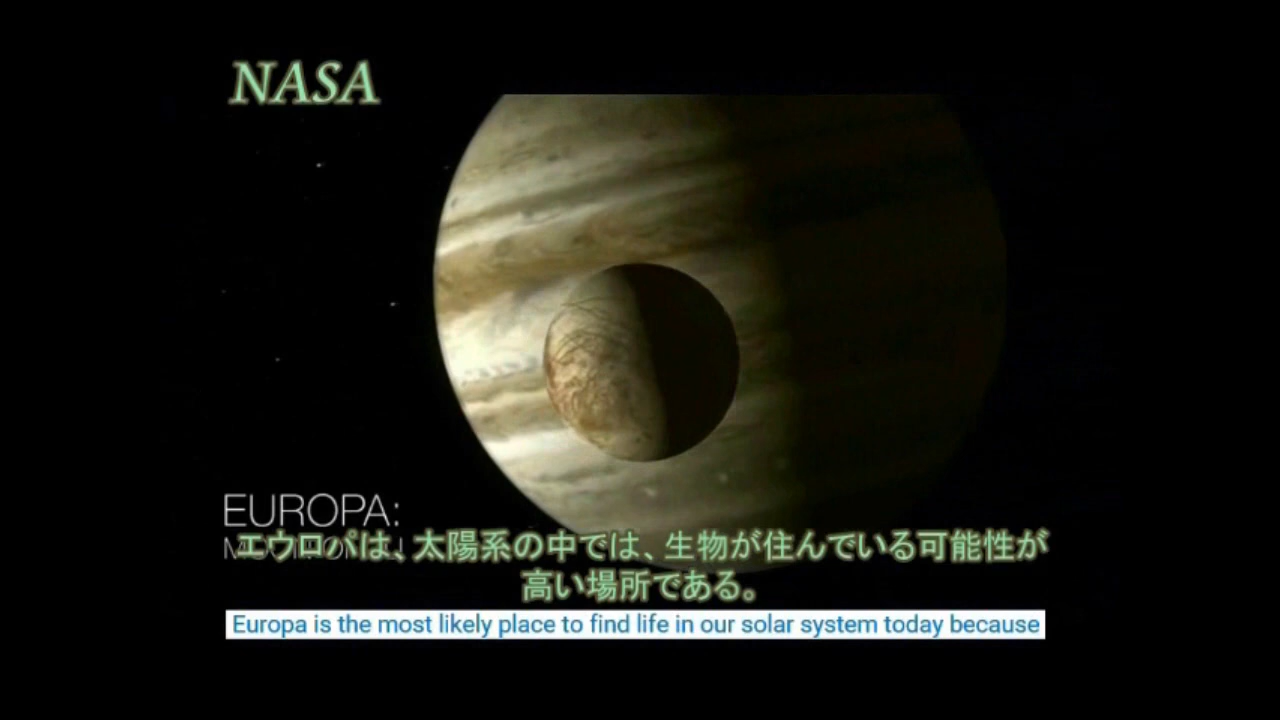 NASA
EUROPA:
エウロパは、太陽系の中では、生物が住んでいる可能性が
高い場所である。
Europa is the most likely place to find life in our solar system today because